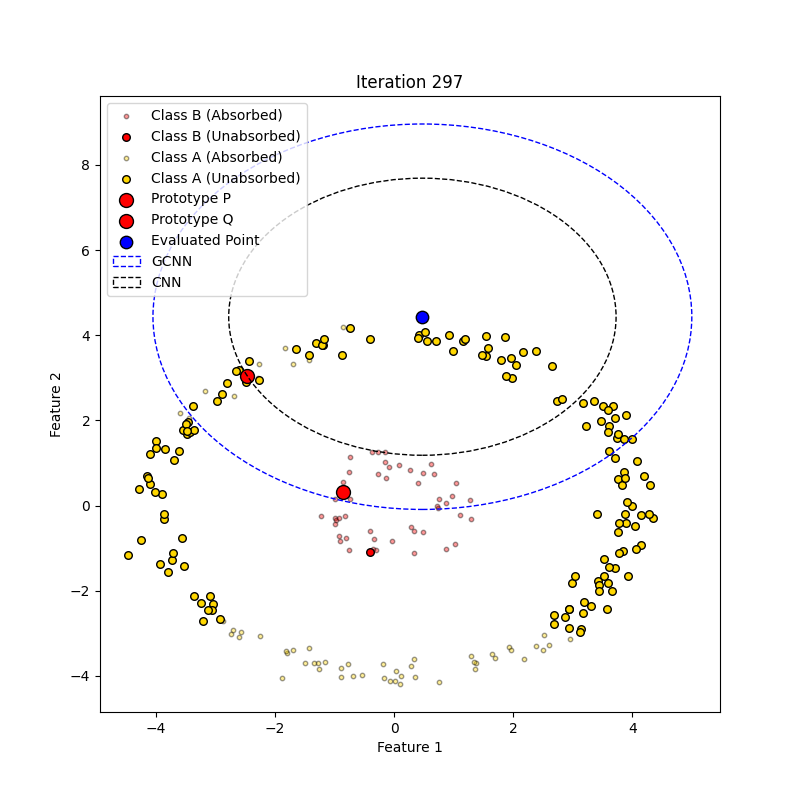 Iteration 297
Class B (Absorbed)
Class B (Unabsorbed)
Class A (Absorbed)
Class A (Unabsorbed)
Prototype P
Prototype Q
Evaluated Point
GCNN
CNN
8
6
4
2
0
−2
−4
Feature 2
−4
−2
0
2
4
Feature 1